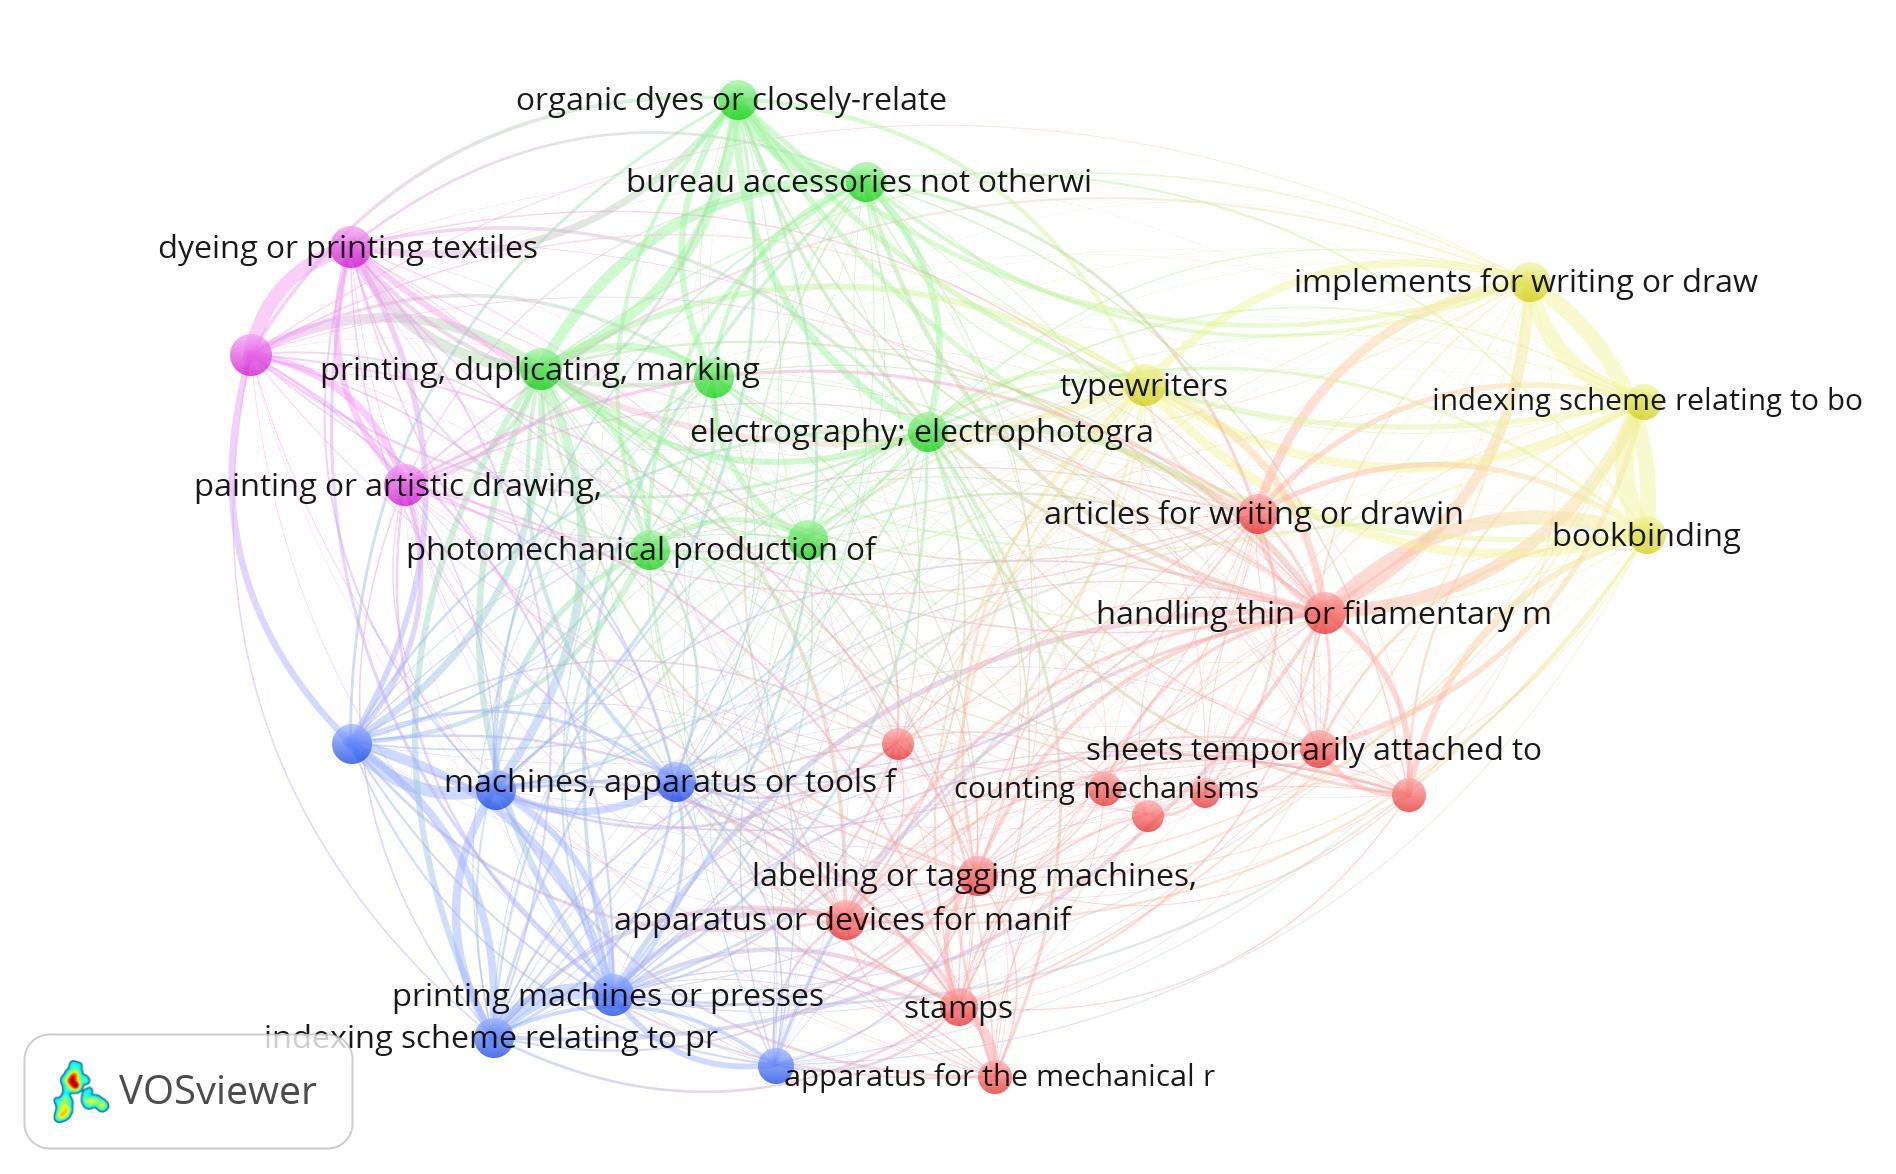 organic dyes or closely-relate
bureau accessories not otherwi
dyeing or printing textiles
implements for writing or draw
printing, duplicating, marking
typewriters
indexing scheme relating to bo
electrography; electrophotogra
painting or artistic drawing,
articles for writing or drawin
photomechanical production of
bookbinding
handling thin or filamentary m
sheets temporarily attached to
machines, apparatus or tools f
counting mechanisms
labelling or tagging machines,
apparatus or devices for manif
printing machines or presses
stamps
indexing scheme relating to pr
apparatus for the mechanical r
VOSviewer